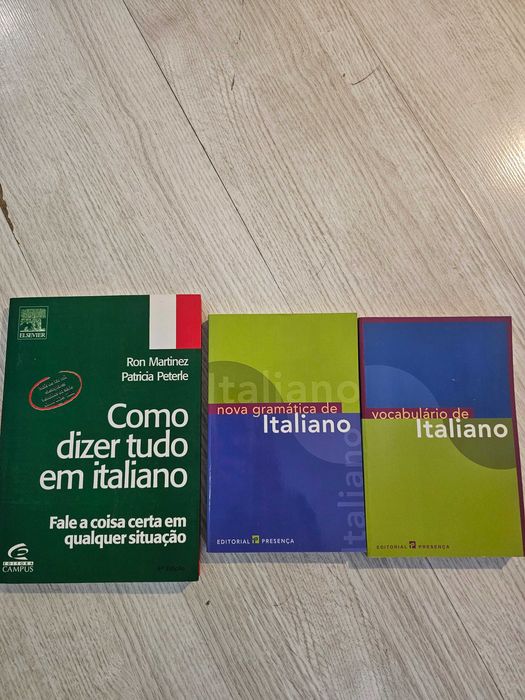 ELSEVIER
Ron Martinez
Patricia Peterle
Como
dizer tudo
em italiano
Fale a coisa certa em
qualquer situação
EDITORA
CAMPUS
Italiano
nova gramática de
Italiano
Italiano
EDITORIAL PRESENÇA
vocabulário de
Italiano
EDITORIAL PRESENÇA